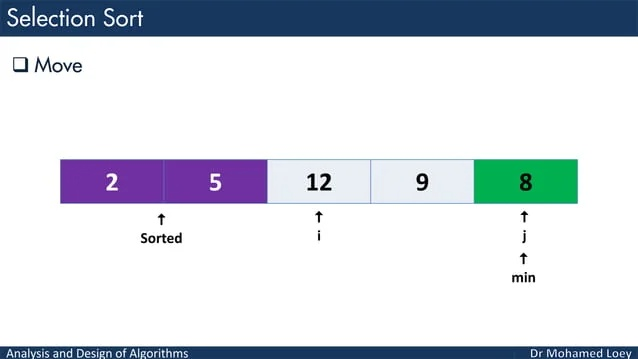 Selection Sort
❑ Move
2 5 12 9 8
↑ ↑ ↑
Sorted i j
↑
min
Analysis and Design of Algorithms Dr Mohamed Loey